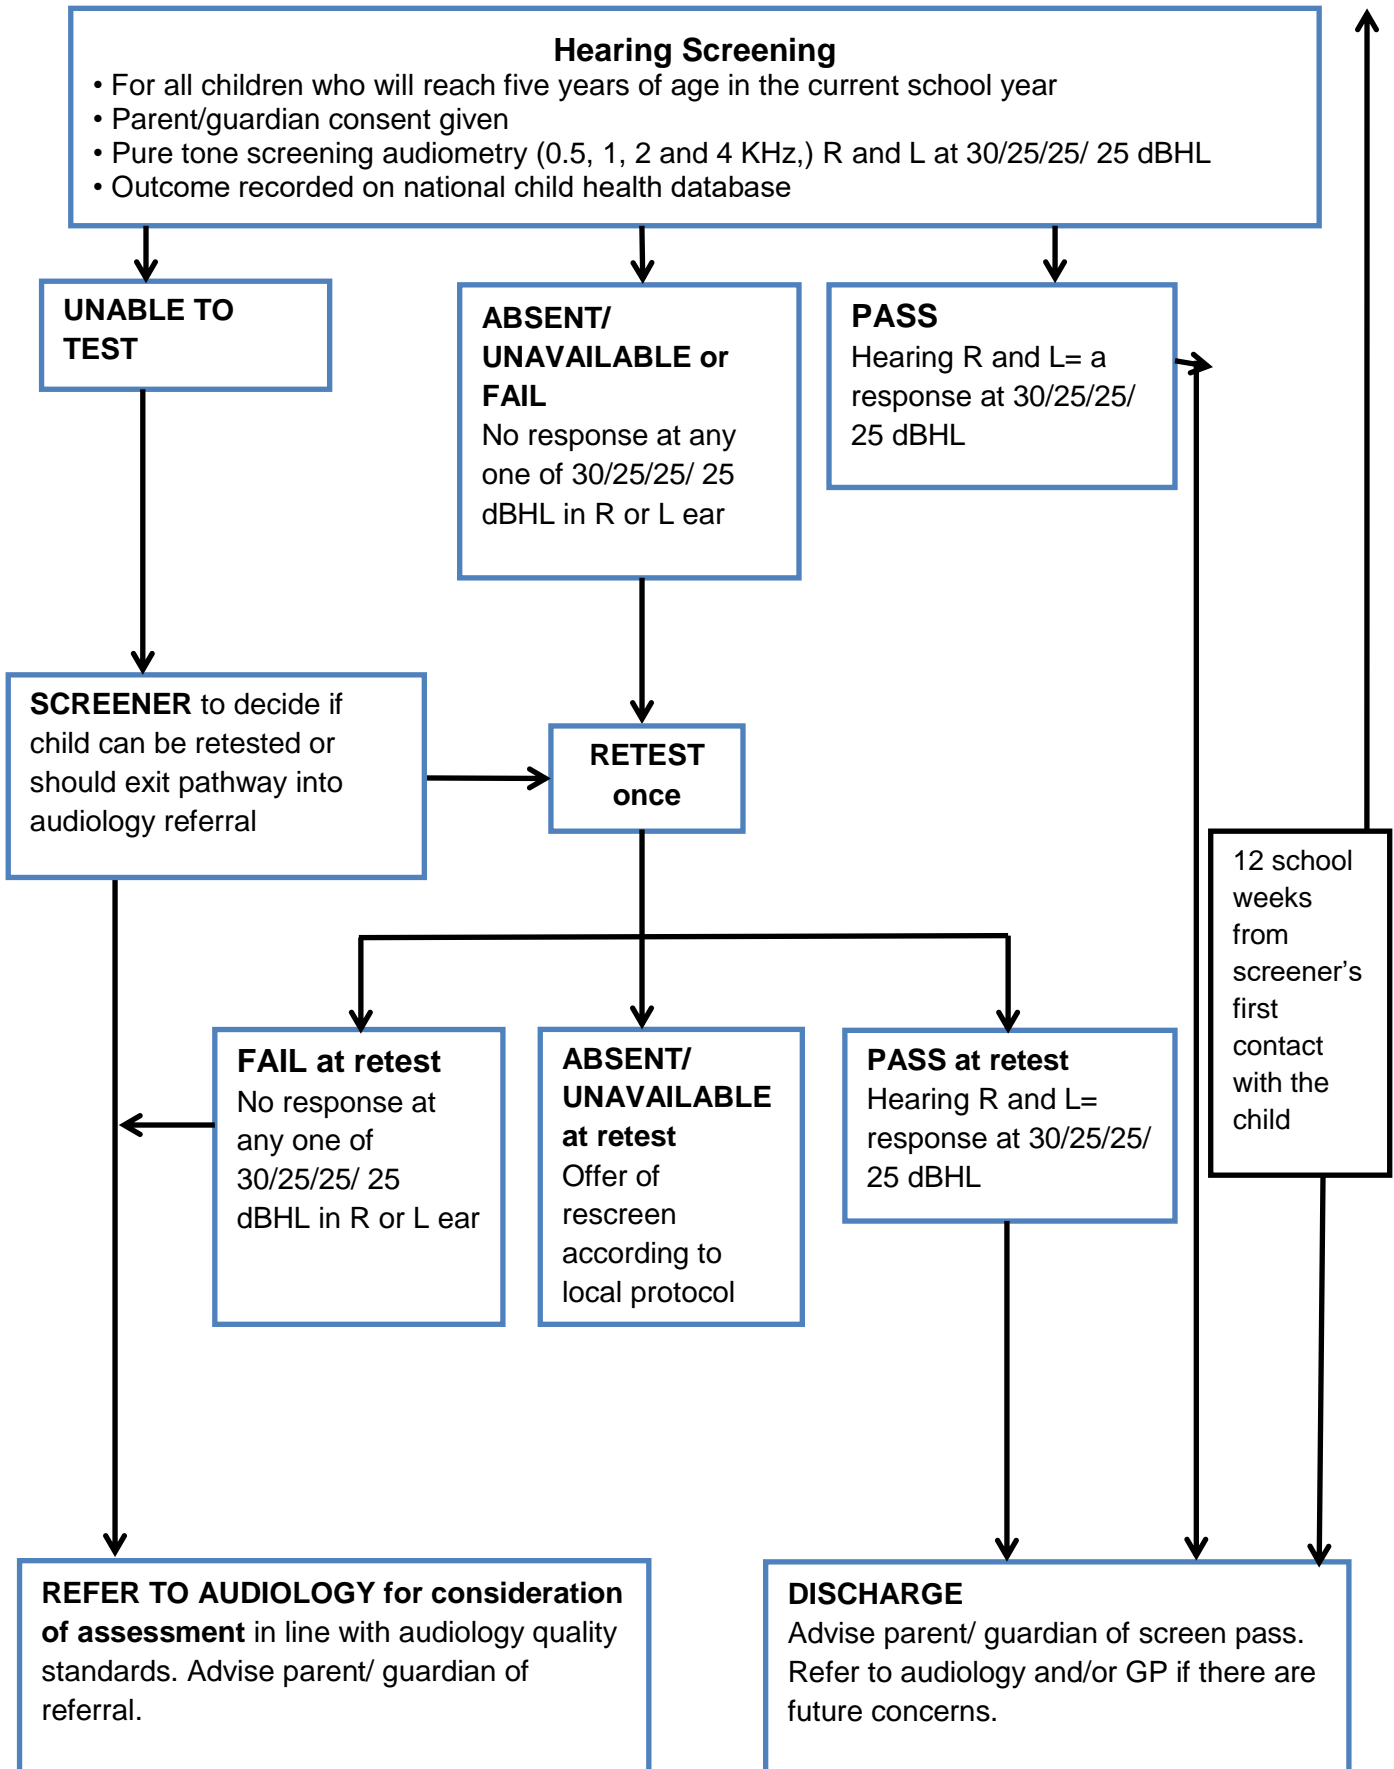 Hearing Screening
• For all children who will reach five years of age in the current school year
• Parent/guardian consent given
• Pure tone screening audiometry (0.5, 1, 2 and 4 KHz,) R and L at 30/25/25/ 25 dBHL
• Outcome recorded on national child health database
UNABLE TO
TEST
ABSENT/
UNAVAILABLE or
FAIL
No response at any
one of 30/25/25/ 25
dBHL in R or L ear
PASS
Hearing R and L= a
response at 30/25/25/
25 dBHL
SCREENER to decide if
child can be retested or
should exit pathway into
audiology referral
RETEST
once
12 school
weeks
from
screener’s
first
contact
with the
child
FAIL at retest
No response at
any one of
30/25/25/ 25
dBHL in R or L ear
ABSENT/
UNAVAILABLE
at retest
Offer of
rescreen
according to
local protocol
PASS at retest
Hearing R and L=
response at 30/25/25/
25 dBHL
REFER TO AUDIOLOGY for consideration
of assessment in line with audiology quality
standards. Advise parent/ guardian of
referral.
DISCHARGE
Advise parent/ guardian of screen pass.
Refer to audiology and/or GP if there are
future concerns.